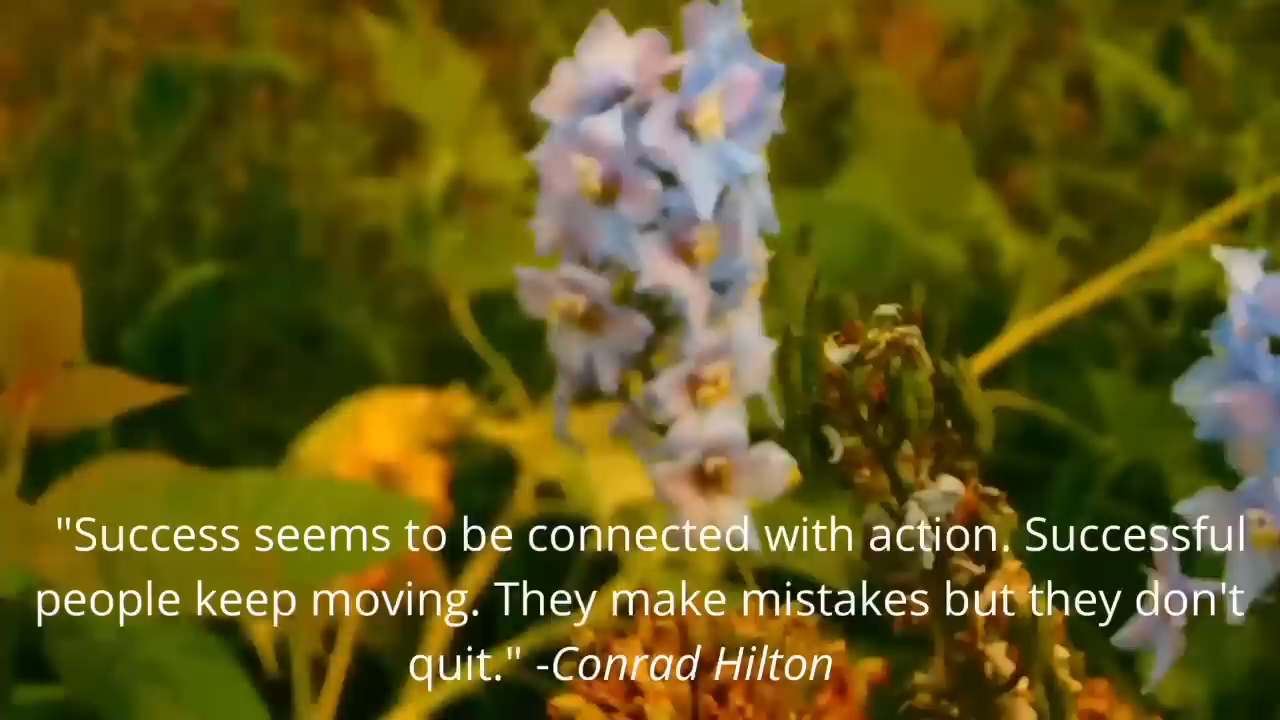 "Success seems to be connected with action. Successful
people keep moving. They make mistakes but they don't
quit." -Conrad Hilton